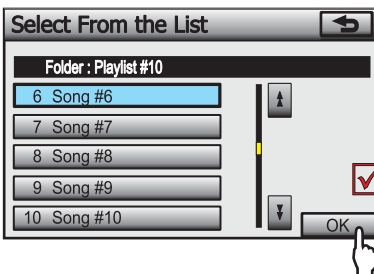 Select From the List
Folder : Playlist #10
6 Song #6
7 Song #7
8 Song #8
9 Song #9
10 Song #10
OK